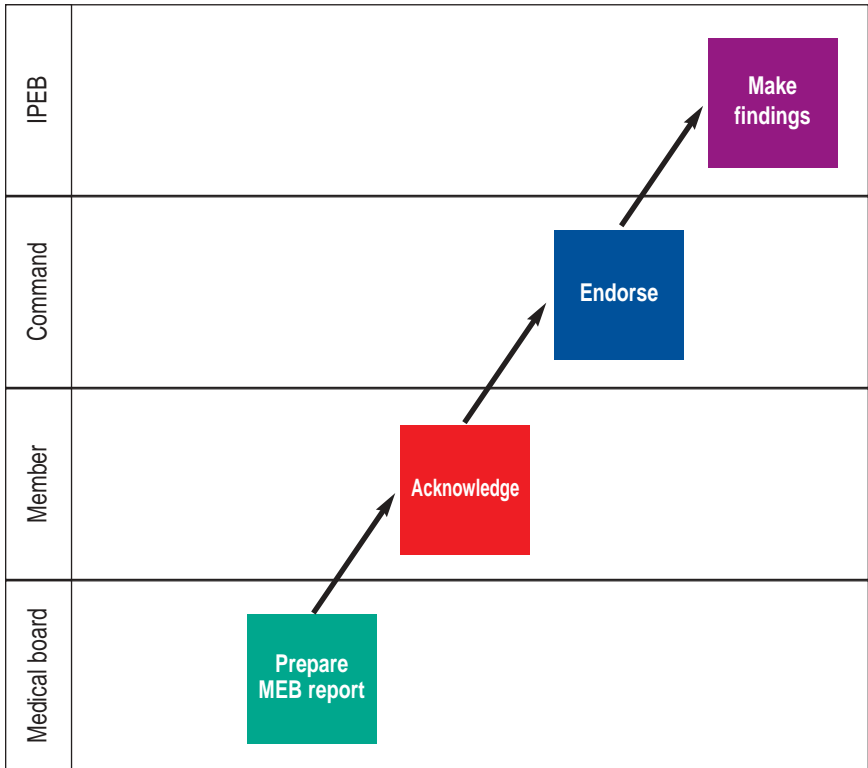 IPEB
Make
findings
Command
Endorse
Member
Acknowledge
Medical board
Prepare
MEB report